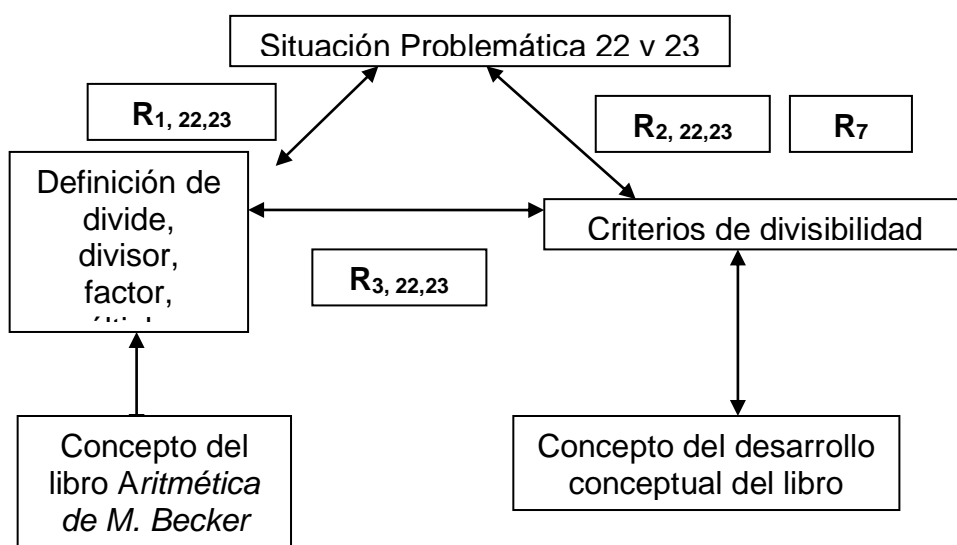 Situación Problemática 22 y 23
R1, 22,23
R2, 22,23
R7
Definición de
divide,
divisor,
factor,
Criterios de divisibilidad
R3, 22,23
Concepto del
libro Aritmética
de M. Becker
Concepto del desarrollo
conceptual del libro